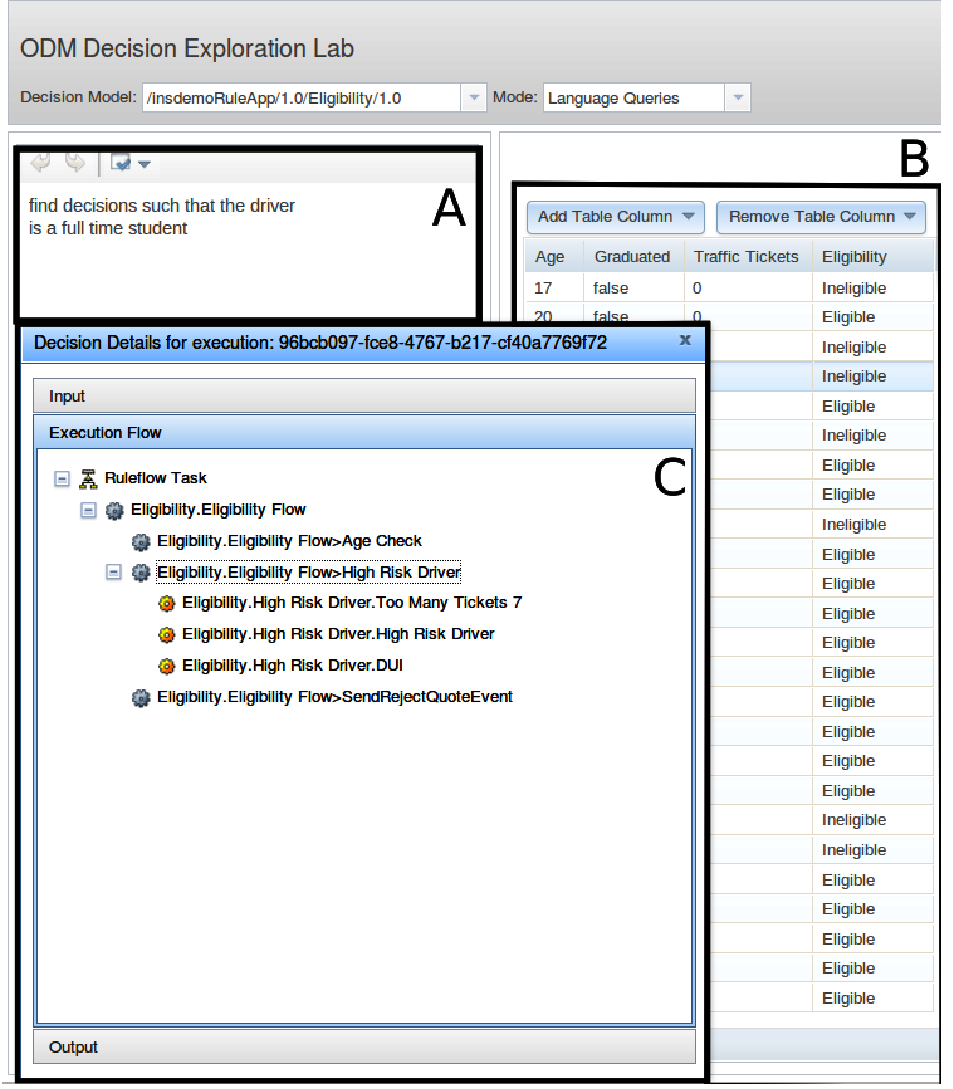 ODM Decision Exploration Lab
Decision Model: /insdemoRuleApp/1.0/Eligibility/1.0 Mode: Language Queries
A
find decisions such that the driver
is a full time student
B
Add Table Column Remove Table Column
Age Graduated Traffic Tickets Eligibility
17 false 0 Ineligible
20 false 0 Eligible
Ineligible
Ineligible
Eligible
Ineligible
Eligible
Eligible
Ineligible
Eligible
Eligible
Eligible
Eligible
Eligible
Eligible
Eligible
Eligible
Eligible
Ineligible
Ineligible
Eligible
Eligible
Eligible
Eligible
Eligible
Decision Details for execution: 96bcb097-fce8-4767-b217-cf40a7769f72 x
Input
Execution Flow
C
Ruleflow Task
Eligibility.Eligibility Flow
Eligibility.Eligibility Flow>Age Check
Eligibility.Eligibility Flow>High Risk Driver
Eligibility.High Risk Driver.Too Many Tickets 7
Eligibility.High Risk Driver.High Risk Driver
Eligibility.High Risk Driver.DUI
Eligibility.Eligibility Flow>SendRejectQuoteEvent
Output